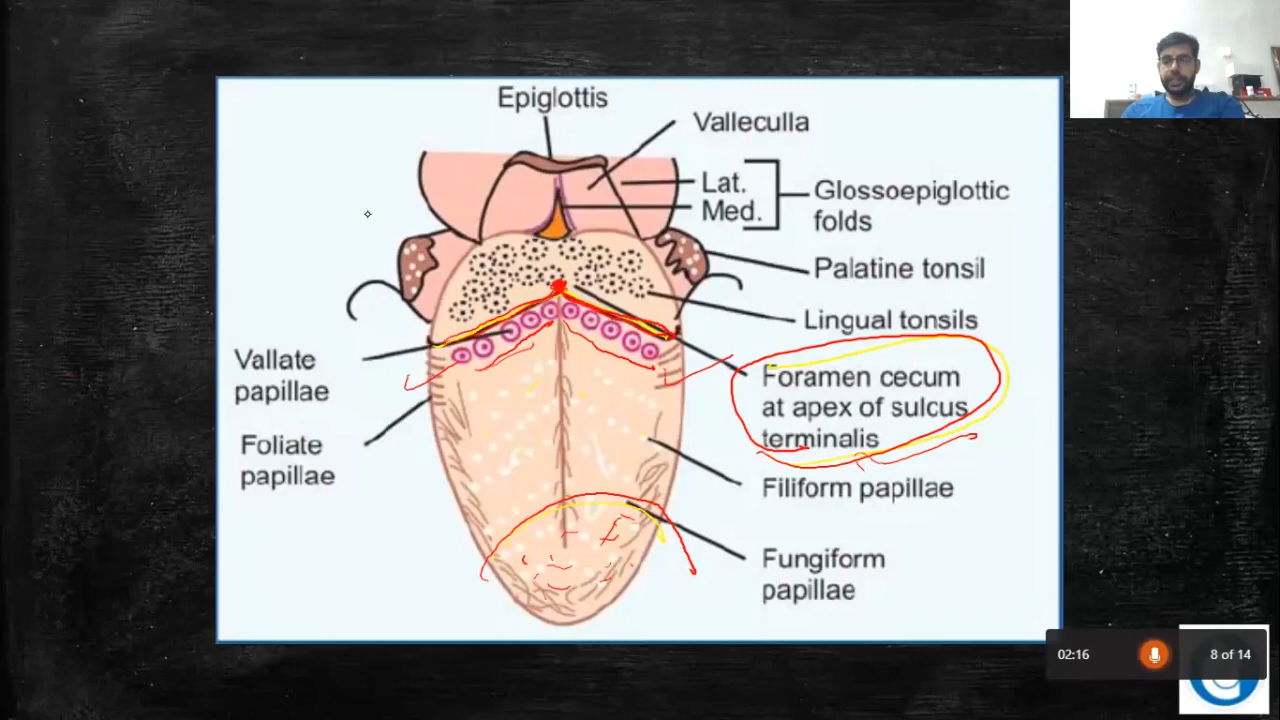 Epiglottis
Valleculla
Lat.
Med.
Glossoepiglottic
folds
Palatine tonsil
Lingual tonsils
Vallate
papillae
Foramen cecum
at apex of sulcus
terminalis
Foliate
papillae
Filiform papillae
Fungiform
papillae
02:16
8 of 14